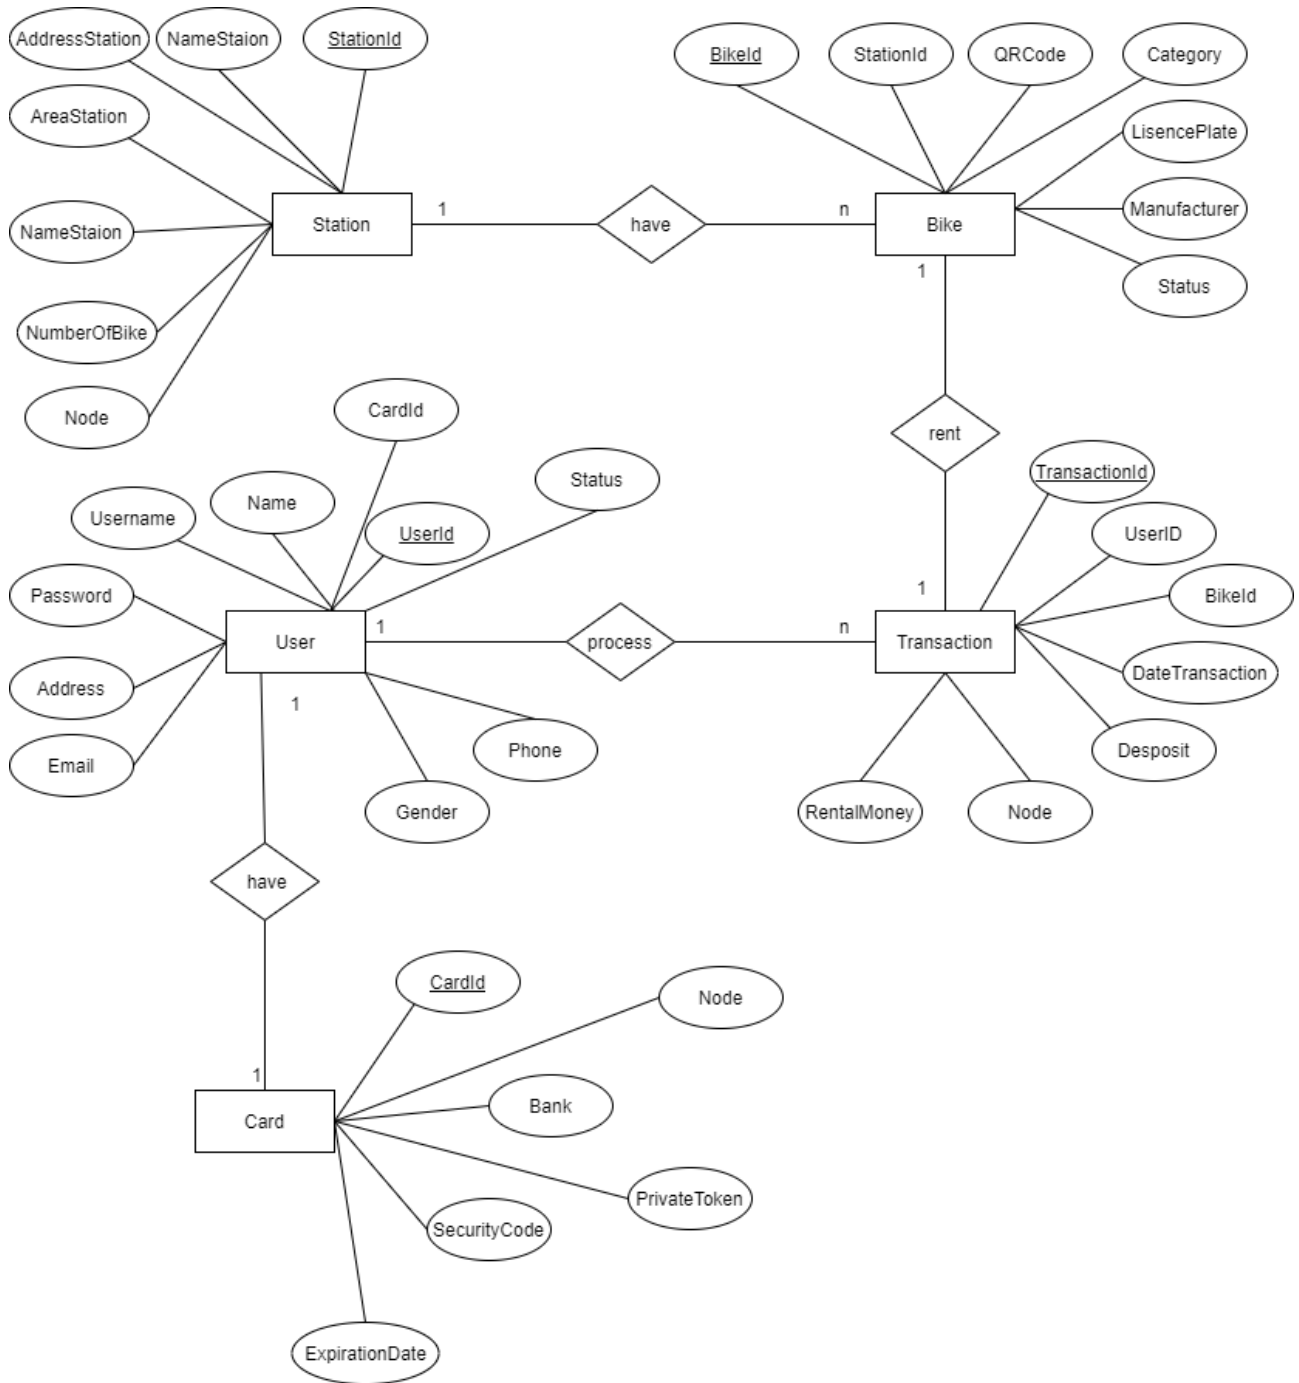 AddressStation
NameStaion
StationId
BikeId
StationId
QRCode
Category
AreaStation
LisencePlate
NameStaion
Station
1
have
n
Bike
Manufacturer
1
Status
NumberOfBike
Node
CardId
rent
Status
TransactionId
Name
Username
UserId
UserID
Password
1
BikeId
User
1
process
n
Transaction
Address
DateTransaction
1
Email
Phone
Desposit
Gender
RentalMoney
Node
have
CardId
Node
1
Bank
Card
PrivateToken
SecurityCode
ExpirationDate